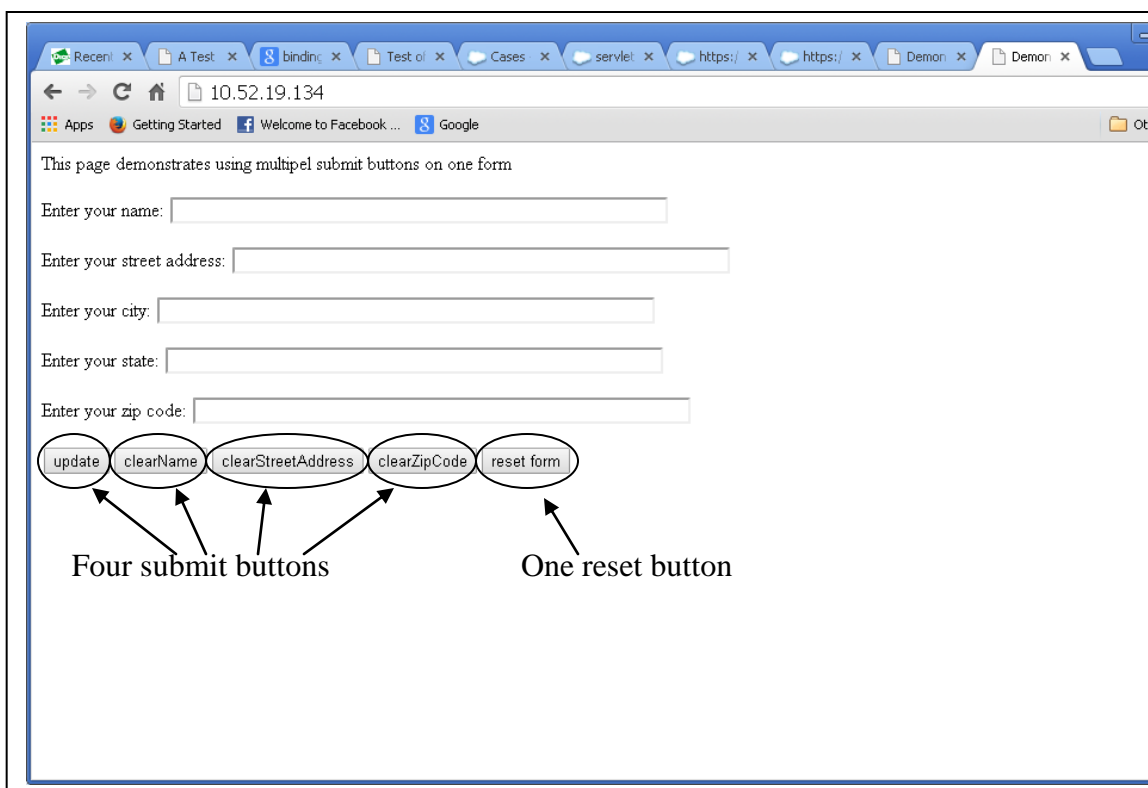 Recent A Test binding Test of Cases servlet https:/ https:/ Demon Demon
10.52.19.134
Apps Getting Started Welcome to Facebook ... Google Ot
This page demonstrates using multipel submit buttons on one form
Enter your name:
Enter your street address:
Enter your city:
Enter your state:
Enter your zip code:
update clearName clearStreetAddress clearZipCode reset form
Four submit buttons One reset button